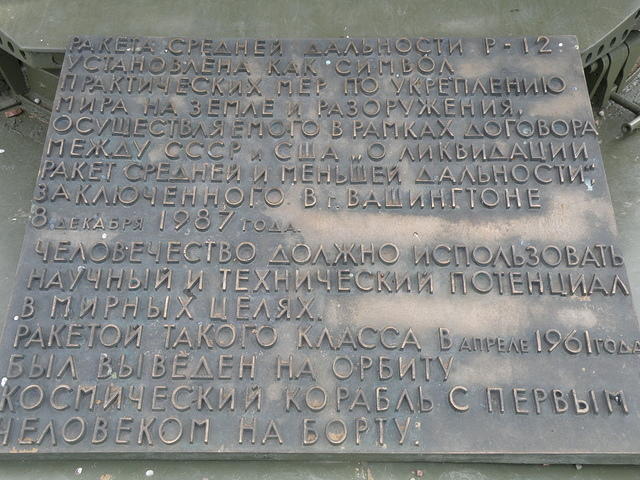 РАКЕТА СРЕДНЕЙ ДАЛЬНОСТИ Р-12
УСТАНОВЛЕНА КАК СИМВОЛ
ПРАКТИЧЕСКИХ МЕР ПО УКРЕПЛЕНИЮ
МИРА НА ЗЕМЛЕ И РАЗОРУЖЕНИЯ,
ОСУЩЕСТВЛЯЕМОГО В РАМКАХ ДОГОВОРА
МЕЖДУ СССР и США "О ЛИКВИДАЦИИ
РАКЕТ СРЕДНЕЙ И МЕНЬШЕЙ ДАЛЬНОСТИ"
ЗАКЛЮЧЕННОГО В г. ВАШИНГТОНЕ
8 ДЕКАБРЯ 1987 ГОДА.
ЧЕЛОВЕЧЕСТВО ДОЛЖНО ИСПОЛЬЗОВАТЬ
НАУЧНЫЙ И ТЕХНИЧЕСКИЙ ПОТЕНЦИАЛ
В МИРНЫХ ЦЕЛЯХ.
РАКЕТОЙ ТАКОГО КЛАССА В АПРЕЛЕ 1961 ГОДА
БЫЛ ВЫВЕДЕН НА ОРБИТУ
КОСМИЧЕСКИЙ КОРАБЛЬ С ПЕРВЫМ
ЧЕЛОВЕКОМ НА БОРТУ.